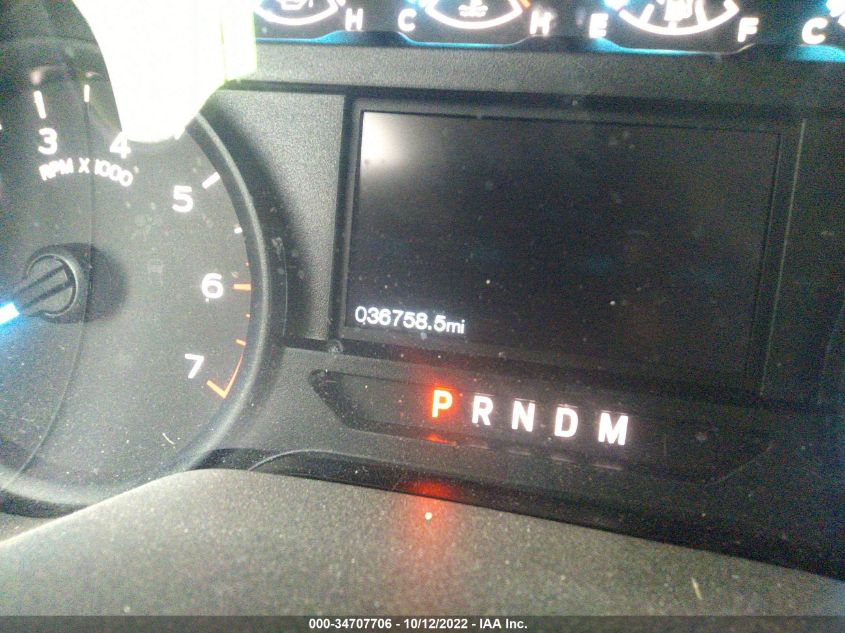 H C H E F C
3 4 5 6 7
RPM X 1000
036758.5mi
P R N D M
000-34707706 - 10/12/2022 - IAA Inc.